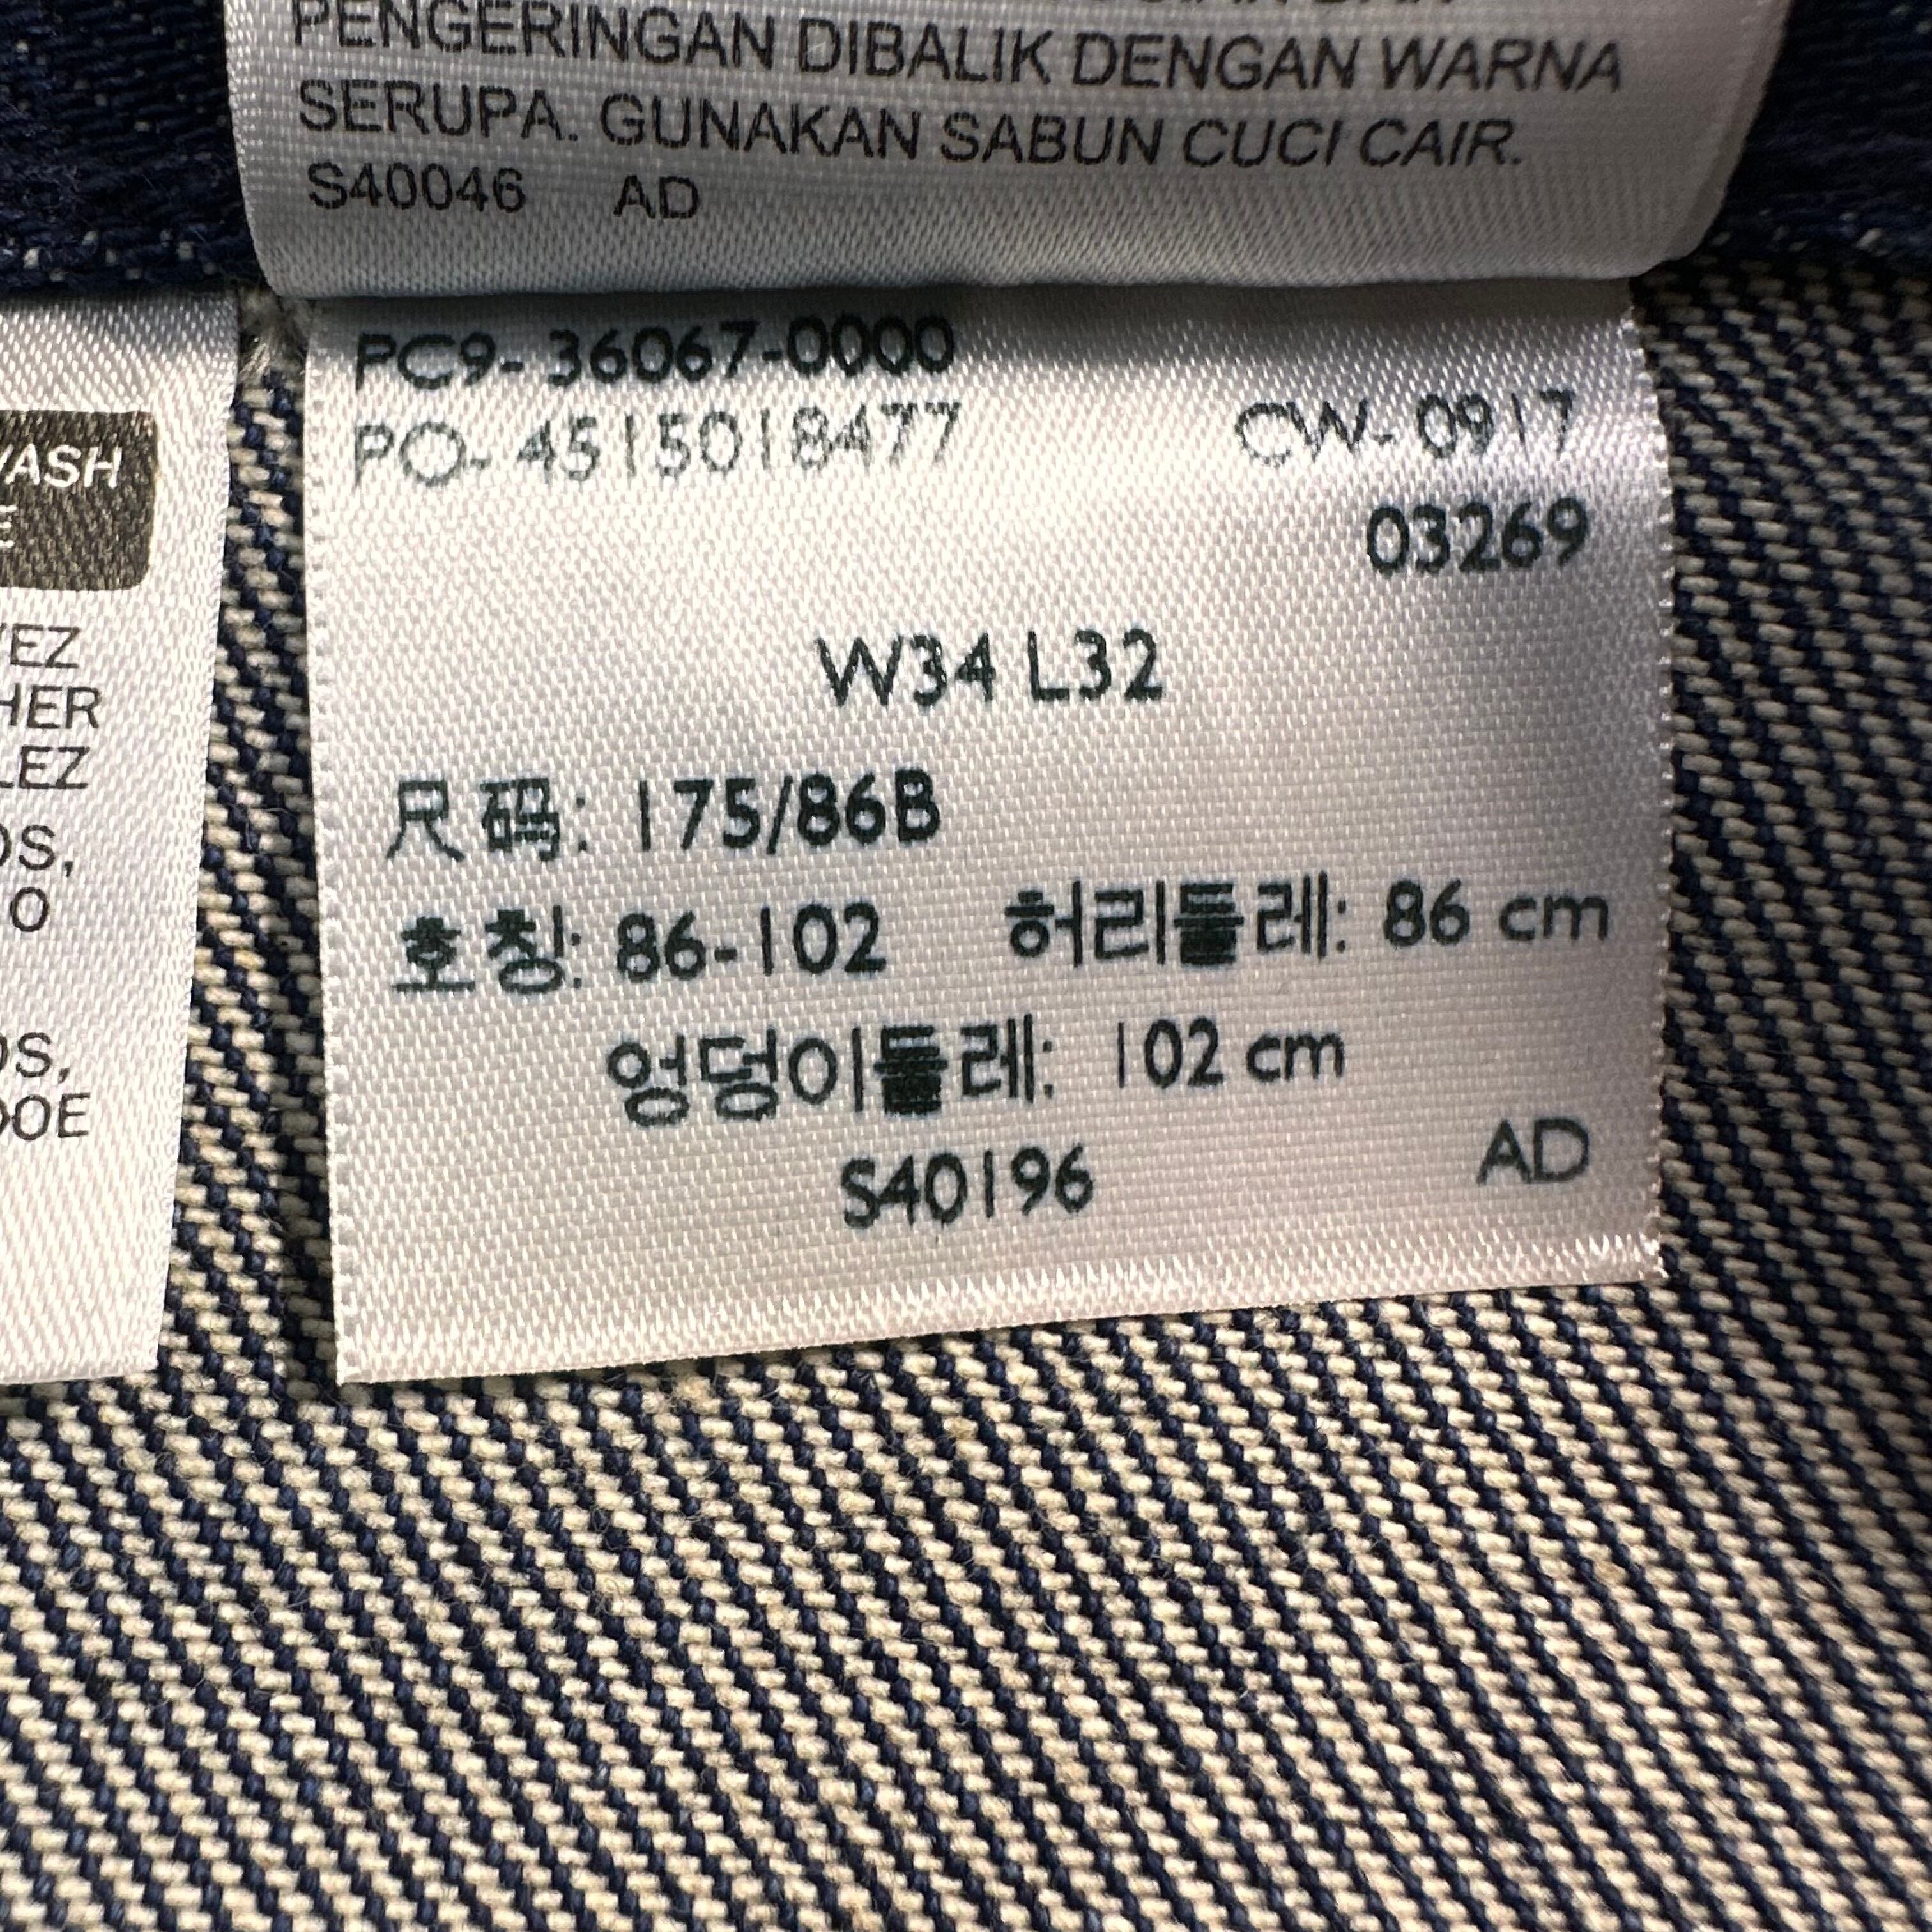 PENGERINGAN DIBALIK DENGAN WARNA
SERUPA. GUNAKAN SABUN CUCI CAIR.
S40046 AD
PC9-36067-0000
PO-4515018477 CW-0917
03269
W34 L32
尺码: 175/86B
호칭: 86-102 허리둘레: 86 cm
엉덩이둘레: 102 cm
S40196 AD